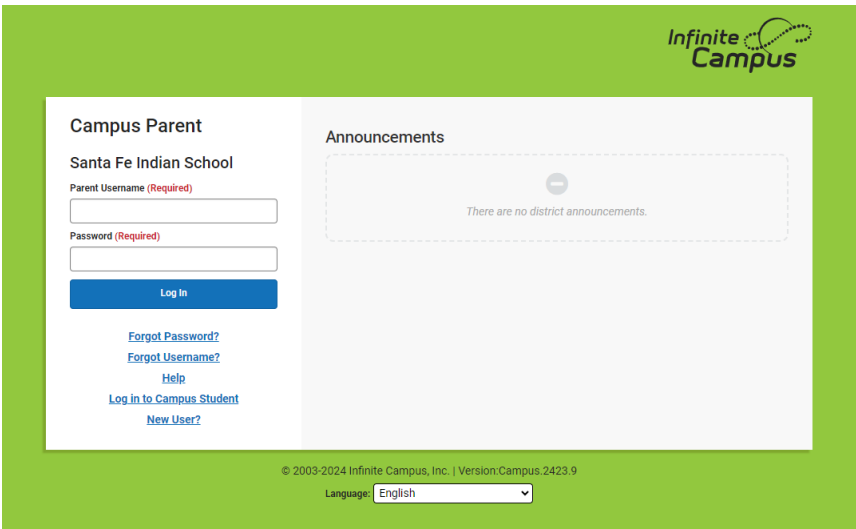 Infinite
Campus
Campus Parent
Santa Fe Indian School
Parent Username (Required)
Password (Required)
Log In
Forgot Password?
Forgot Username?
Help
Log in to Campus Student
New User?
Announcements
There are no district announcements.
© 2003-2024 Infinite Campus, Inc. | Version:Campus.2423.9
Language: English